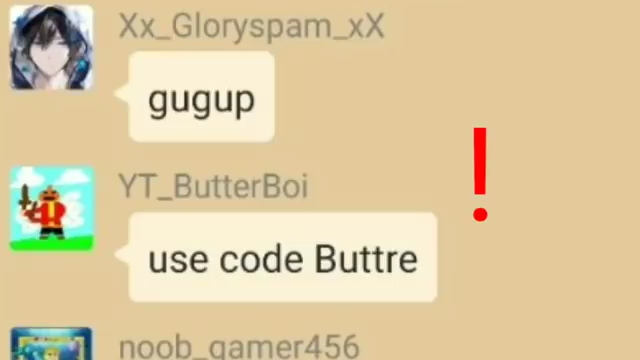 Xx_Gloryspam_xX
gugup
!
YT_ButterBoi
use code Buttre
noob_gamer456